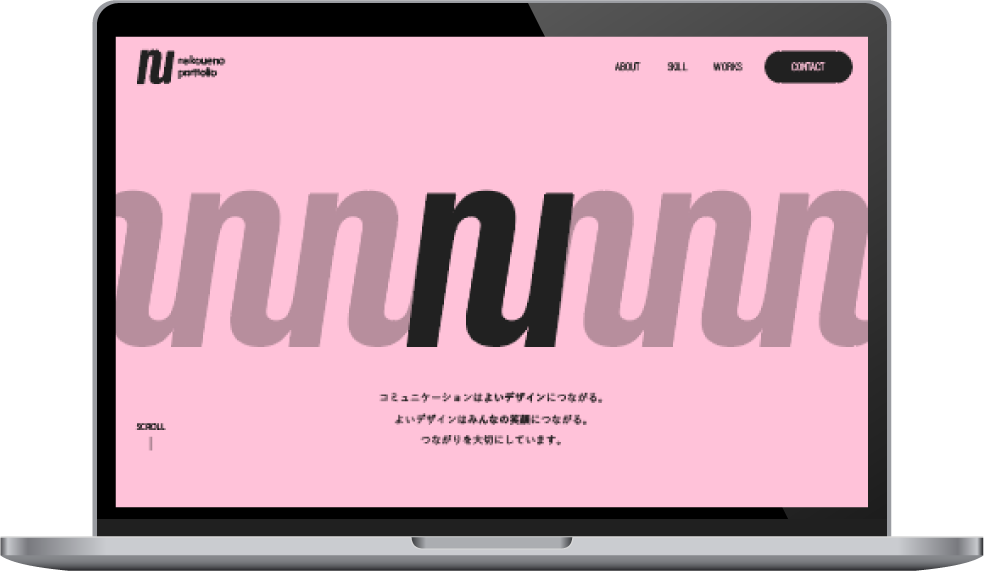 nakoueno
portfolio
ABOUT SKILL WORKS CONTACT
nu
コミュニケーションはよいデザインにつながる。
よいデザインはみんなの笑顔につながる。
つながりを大切にしています。
SCROLL